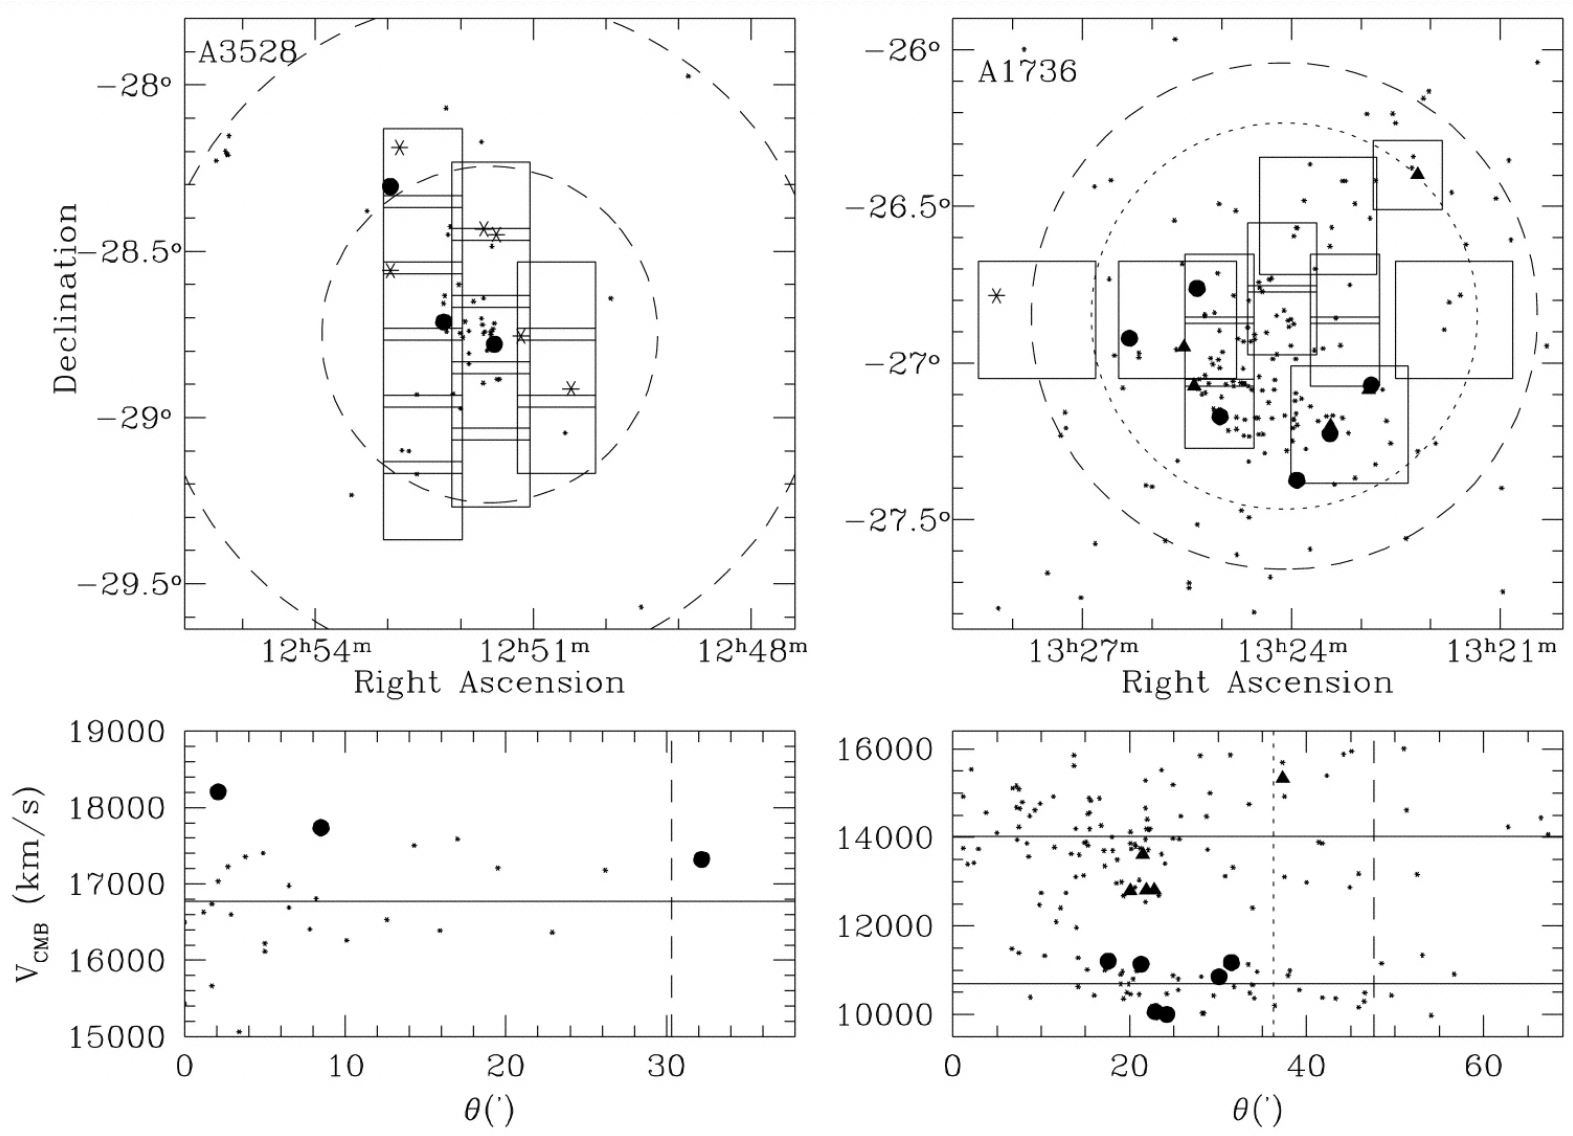 A3528
−28°
−28.5°
−29°
−29.5°
Declination
12ʰ54ᵐ 12ʰ51ᵐ 12ʰ48ᵐ
Right Ascension
A1736
−26°
−26.5°
−27°
−27.5°
13ʰ27ᵐ 13ʰ24ᵐ 13ʰ21ᵐ
Right Ascension
19000
18000
17000
16000
15000
V_CMB (km/s)
0 10 20 30
θ(')
16000
14000
12000
10000
0 20 40 60
θ(')